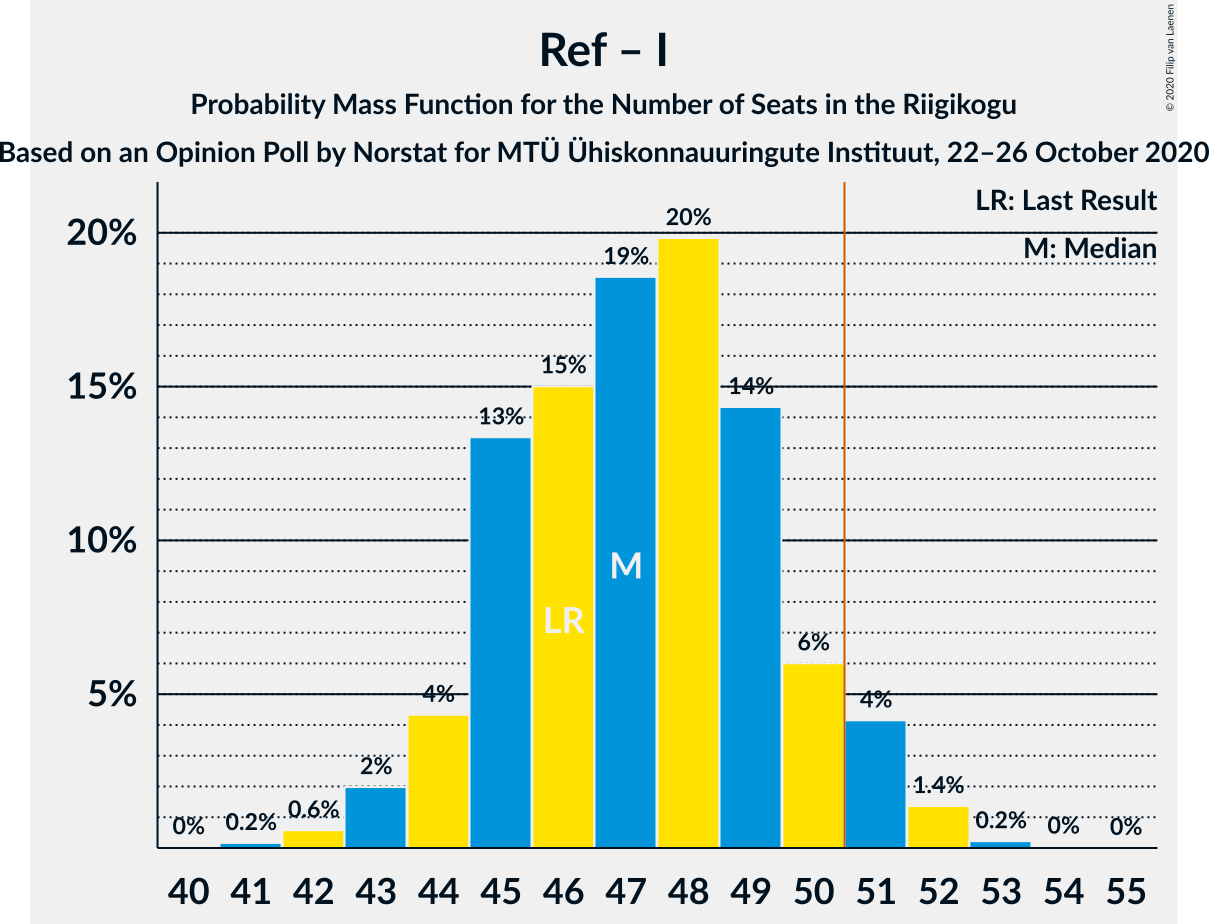 Ref – I
Probability Mass Function for the Number of Seats in the Riigikogu
Based on an Opinion Poll by Norstat for MTÜ Ühiskonnauuringute Instituut, 22–26 October 2020
© 2020 Filip van Laenen
LR: Last Result
M: Median
20%
15%
10%
5%
0%
0.2%
0.6%
2%
4%
13%
15%
19%
20%
14%
6%
4%
1.4%
0.2%
0%
0%
LR
M
40 41 42 43 44 45 46 47 48 49 50 51 52 53 54 55